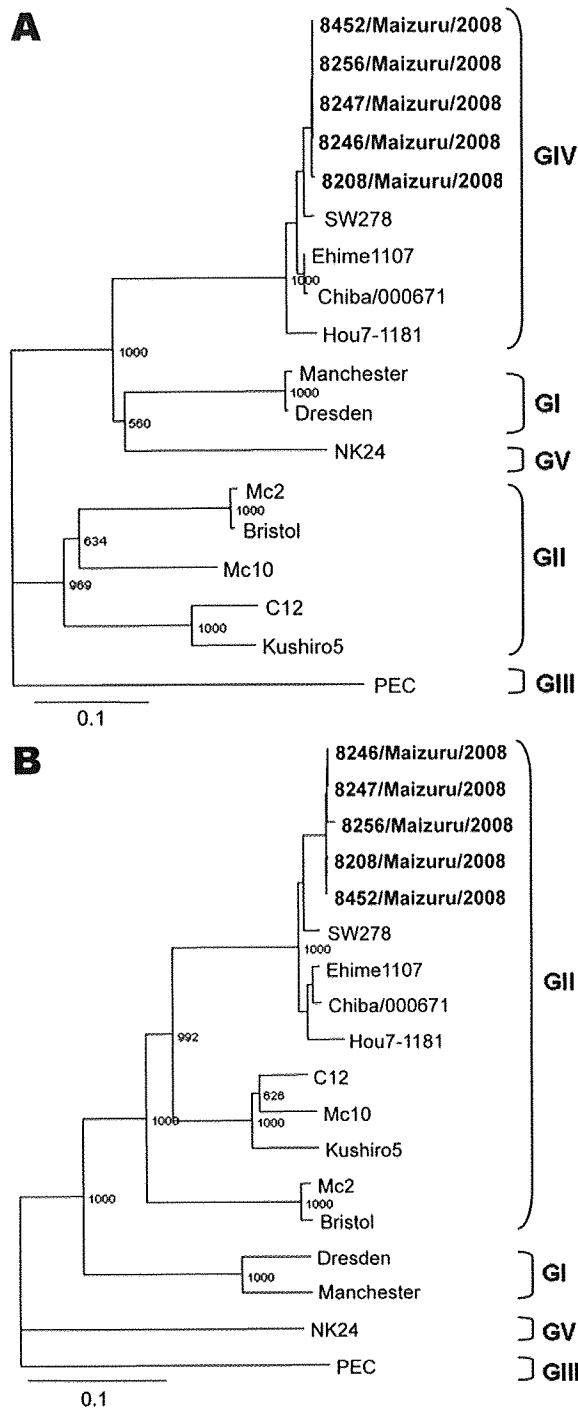 A
8452/Maizuru/2008
8256/Maizuru/2008
8247/Maizuru/2008
8246/Maizuru/2008
8208/Maizuru/2008
GIV
SW278
Ehime1107
1000
Chiba/000671
Hou7-1181
1000
Manchester
1000
Dresden
GI
560
NK24
GV
Mc2
1000
Bristol
634
Mc10
GII
969
C12
1000
Kushiro5
PEC
GIII
0.1
B
8246/Maizuru/2008
8247/Maizuru/2008
8256/Maizuru/2008
8208/Maizuru/2008
8452/Maizuru/2008
SW278
1000
Ehime1107
GII
Chiba/000671
Hou7-1181
992
C12
626
Mc10
1000
1000
Kushiro5
Mc2
1000
Bristol
1000
Dresden
1000
Manchester
GI
NK24
GV
PEC
GIII
0.1